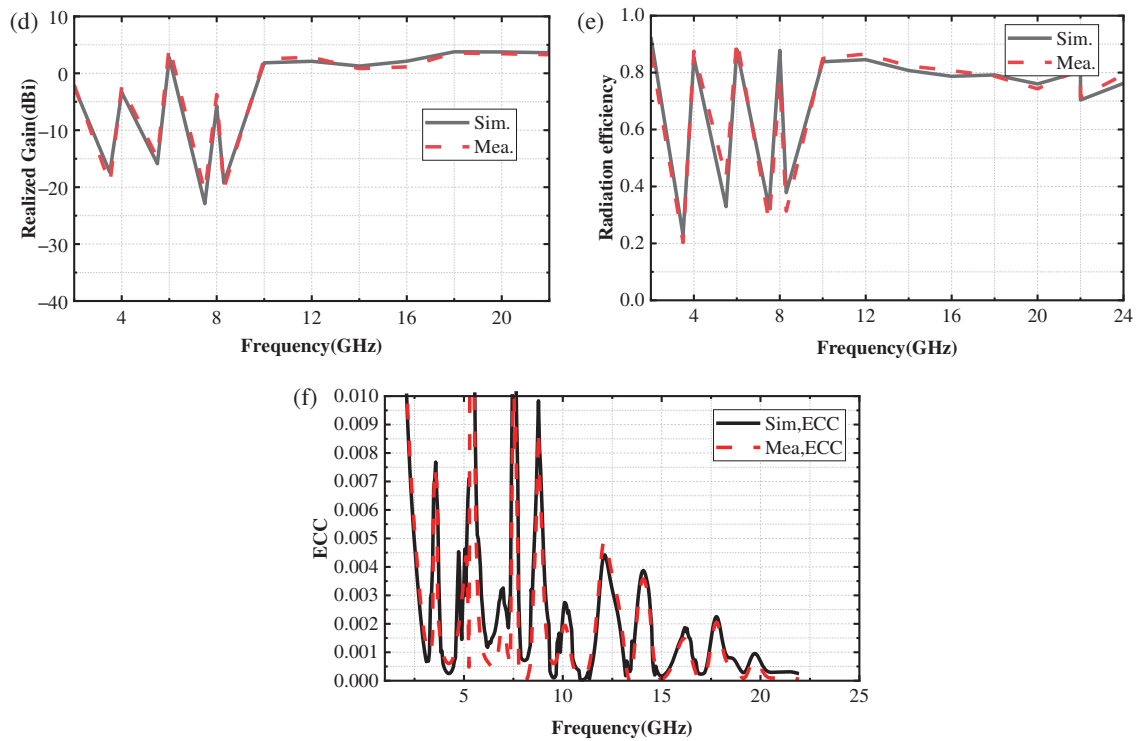 (d)
Realized Gain(dBi)
10
0
−10
−20
−30
−40
Sim.
Mea.
4
8
12
16
20
Frequency(GHz)
(e)
Radiation efficiency
1.0
0.8
0.6
0.4
0.2
0.0
Sim.
Mea.
4
8
12
16
20
24
Frequency(GHz)
(f)
ECC
0.010
0.009
0.008
0.007
0.006
0.005
0.004
0.003
0.002
0.001
0.000
Sim,ECC
Mea,ECC
5
10
15
20
25
Frequency(GHz)